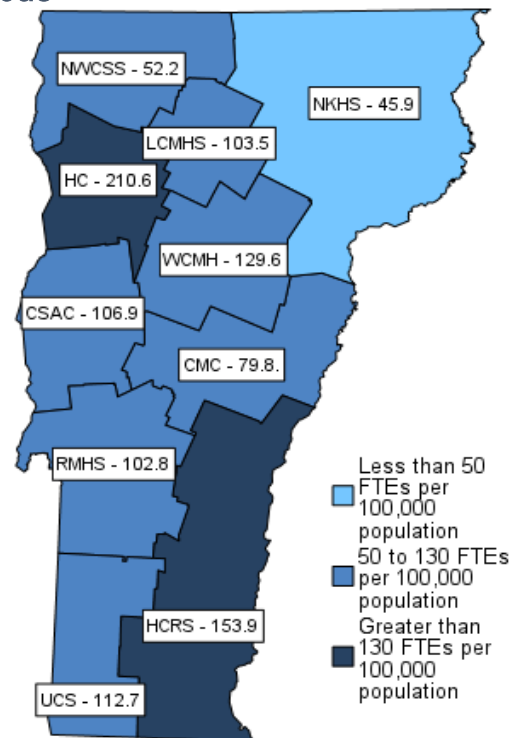 NWCSS - 52.2
NKHS - 45.9
LCMHS - 103.5
HC - 210.6
WCMH - 129.6
CSAC - 106.9
CMC - 79.8.
RMHS - 102.8
HCRS - 153.9
UCS - 112.7
Less than 50
FTEs per
100,000
population
50 to 130 FTEs
per 100,000
population
Greater than
130 FTEs per
100,000
population